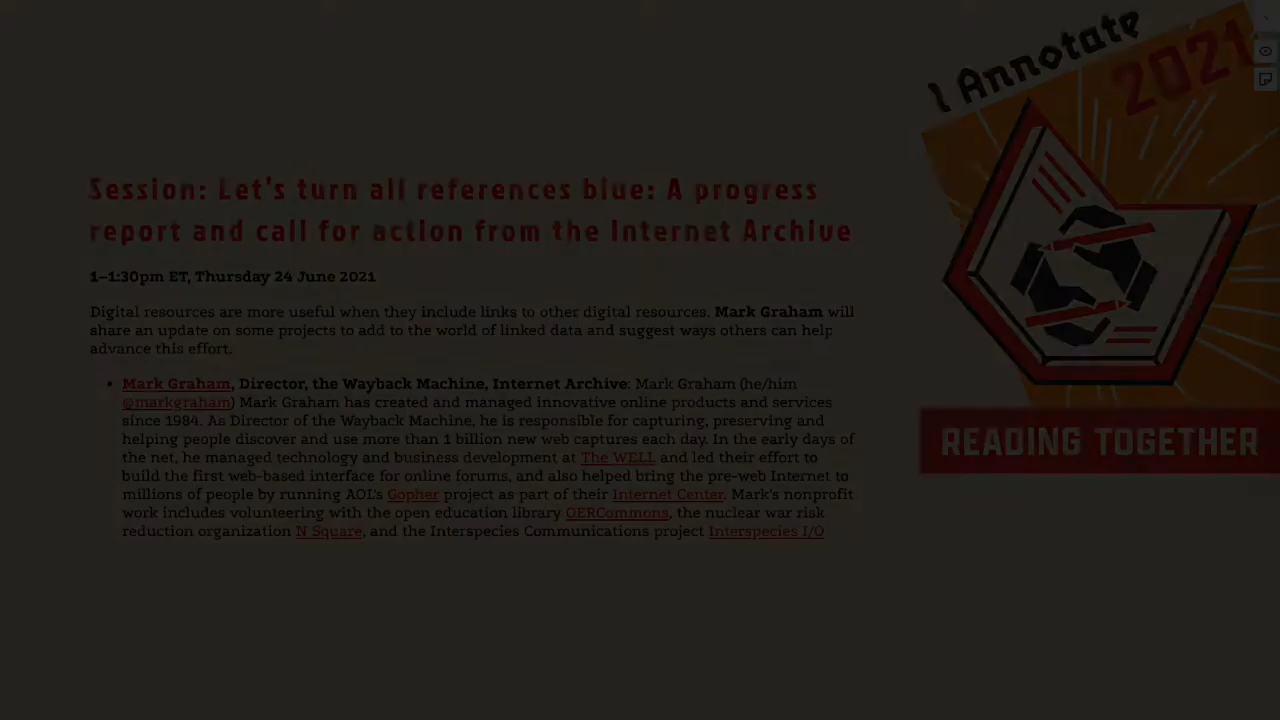 I Annotate
2021
Session: Let's turn all references blue: A progress
report and call for action from the Internet Archive
1–1:30pm ET, Thursday 24 June 2021
Digital resources are more useful when they include links to other digital resources. Mark Graham will
share an update on some projects to add to the world of linked data and suggest ways others can help
advance this effort.
• Mark Graham, Director, the Wayback Machine, Internet Archive: Mark Graham (he/him
@markgraham) Mark Graham has created and managed innovative online products and services
since 1984. As Director of the Wayback Machine, he is responsible for capturing, preserving and
helping people discover and use more than 1 billion new web captures each day. In the early days of
the net, he managed technology and business development at The WELL and led their effort to
build the first web-based interface for online forums, and also helped bring the pre-web Internet to
millions of people by running AOL's Gopher project as part of their Internet Center. Mark's nonprofit
work includes volunteering with the open education library OERCommons, the nuclear war risk
reduction organization N Square, and the Interspecies Communications project Interspecies I/O
READING TOGETHER